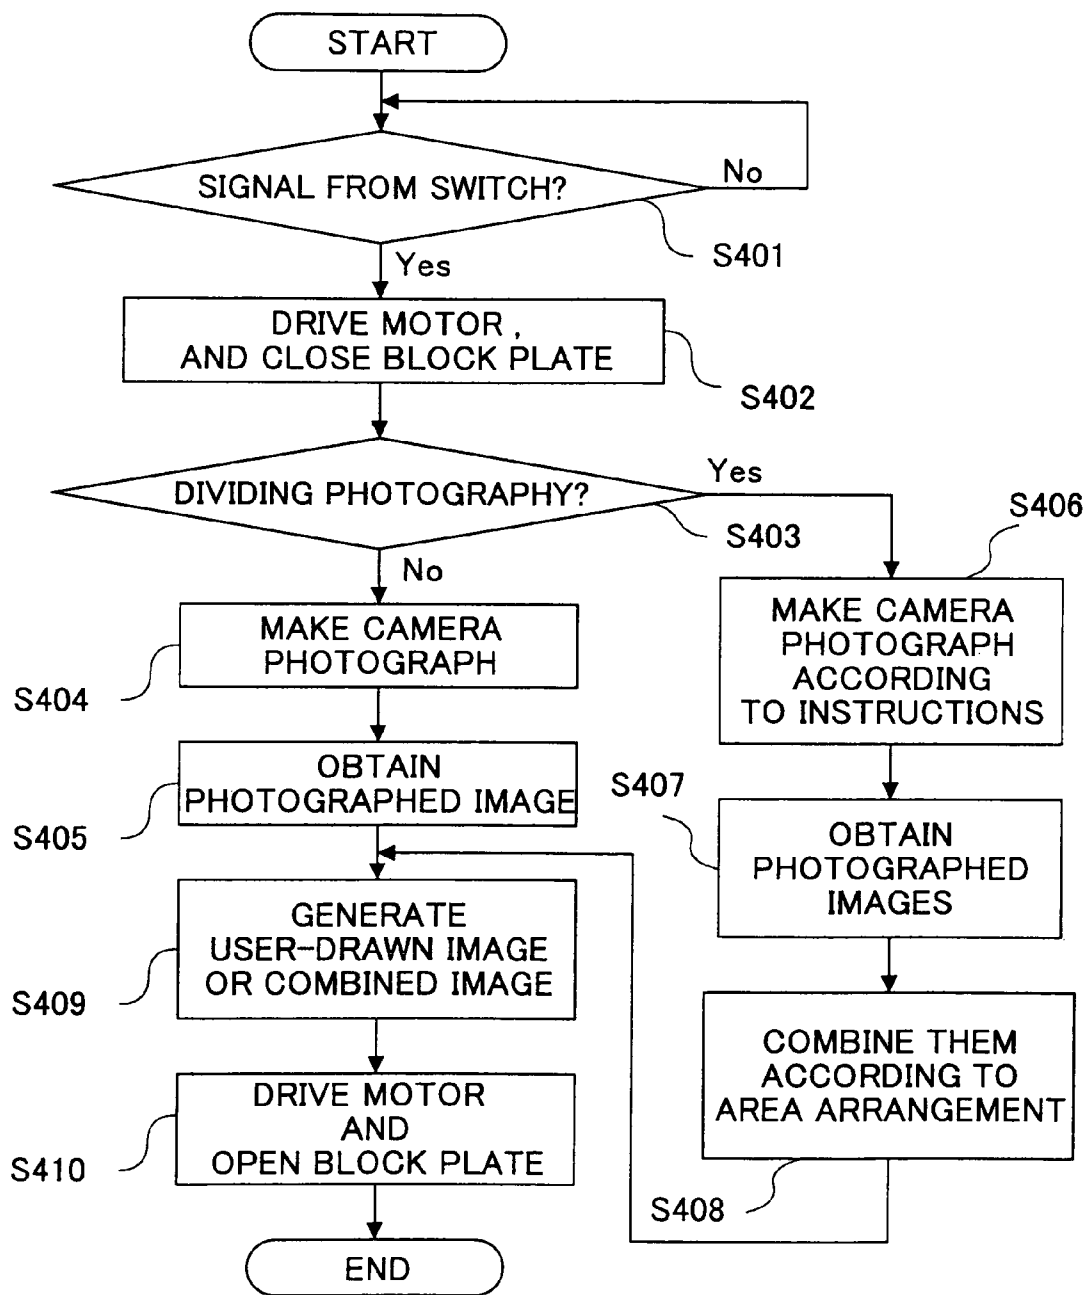 START
SIGNAL FROM SWITCH?
No
S401
Yes
DRIVE MOTOR ,
AND CLOSE BLOCK PLATE
S402
DIVIDING PHOTOGRAPHY?
Yes
S403
No
S406
MAKE CAMERA
PHOTOGRAPH
S404
MAKE CAMERA
PHOTOGRAPH
ACCORDING
TO INSTRUCTIONS
OBTAIN
PHOTOGRAPHED IMAGE
S405
S407
OBTAIN
PHOTOGRAPHED
IMAGES
GENERATE
USER-DRAWN IMAGE
OR COMBINED IMAGE
S409
COMBINE THEM
ACCORDING TO
AREA ARRANGEMENT
S408
DRIVE MOTOR
AND
OPEN BLOCK PLATE
S410
END